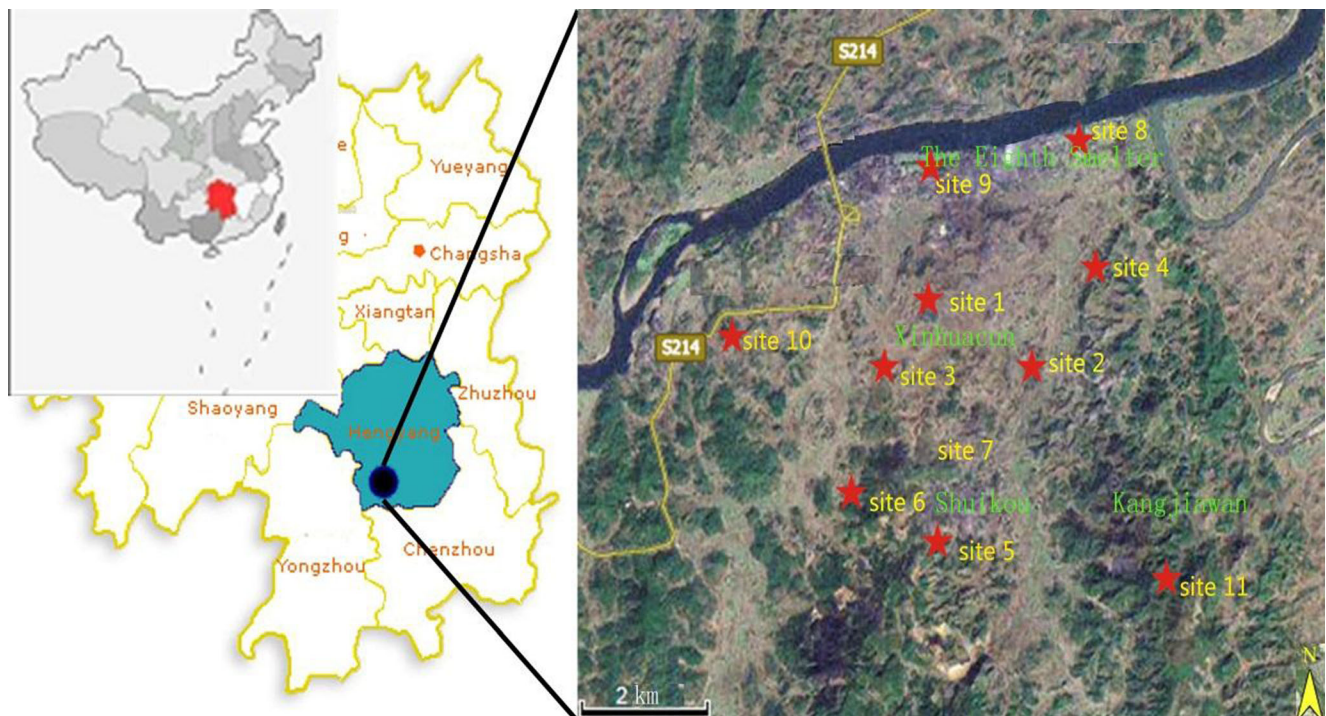 e
Yueyang
g
Changsha
Xiangtan
Zhuzhou
Shaoyang
Hengyang
Chenzhou
Yongzhou
S214
site 8
The Eighth Smelter
site 9
site 4
site 1
S214
site 10
Xinhuacun
site 3
site 2
site 7
site 6
Shuikou
Kangjiawan
site 5
site 11
N
2 km